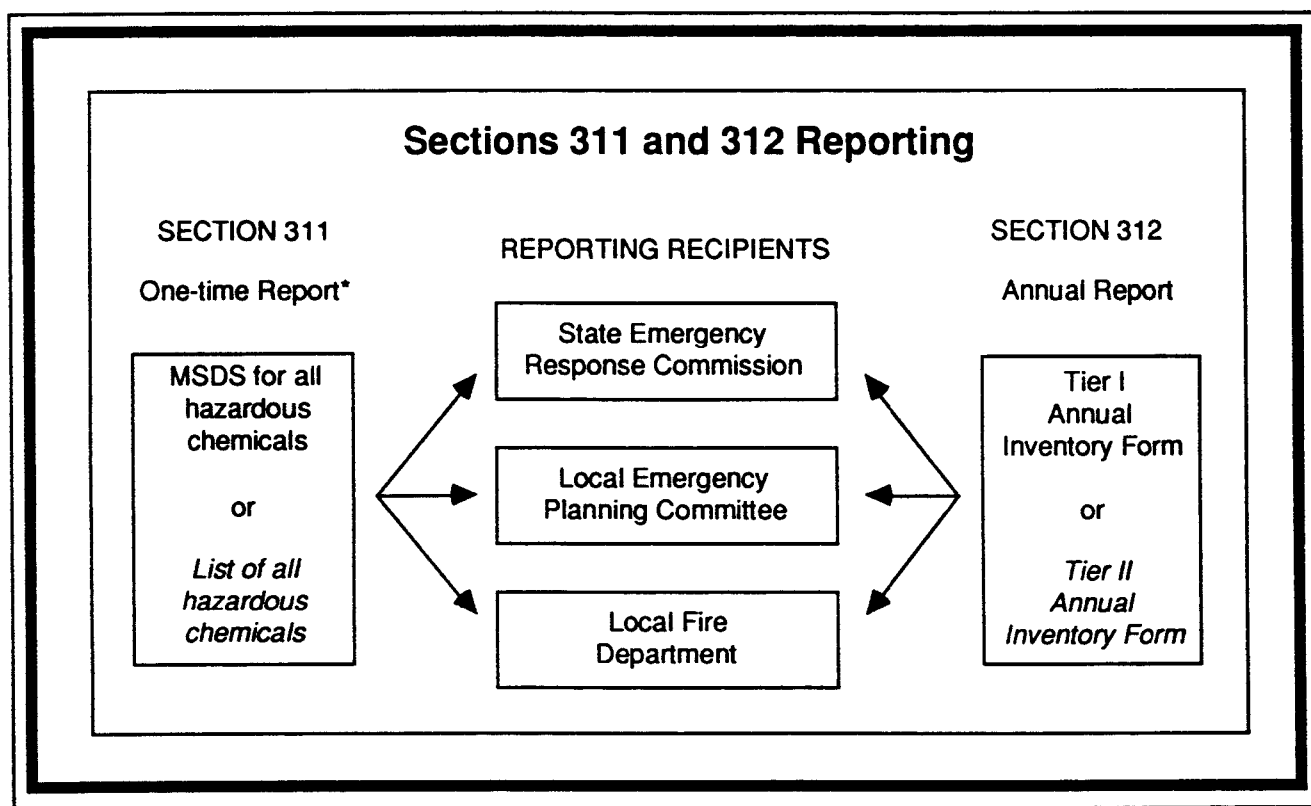 Sections 311 and 312 Reporting
SECTION 311
One-time Report*
MSDS for all
hazardous
chemicals
or
List of all
hazardous
chemicals
REPORTING RECIPIENTS
State Emergency
Response Commission
Local Emergency
Planning Committee
Local Fire
Department
SECTION 312
Annual Report
Tier I
Annual
Inventory Form
or
Tier II
Annual
Inventory Form